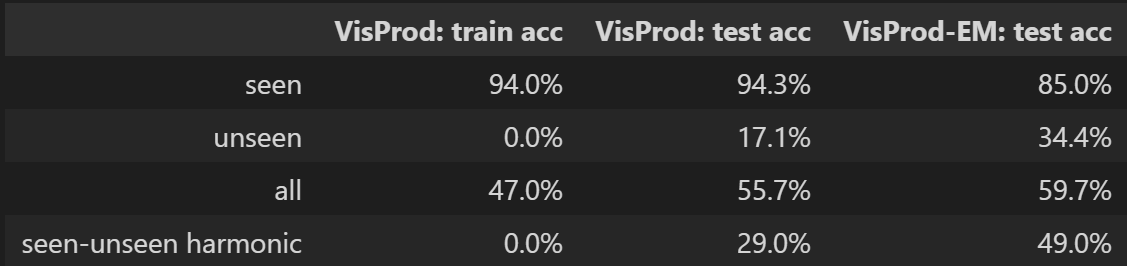 VisProd: train acc VisProd: test acc VisProd-EM: test acc
seen 94.0% 94.3% 85.0%
unseen 0.0% 17.1% 34.4%
all 47.0% 55.7% 59.7%
seen-unseen harmonic 0.0% 29.0% 49.0%